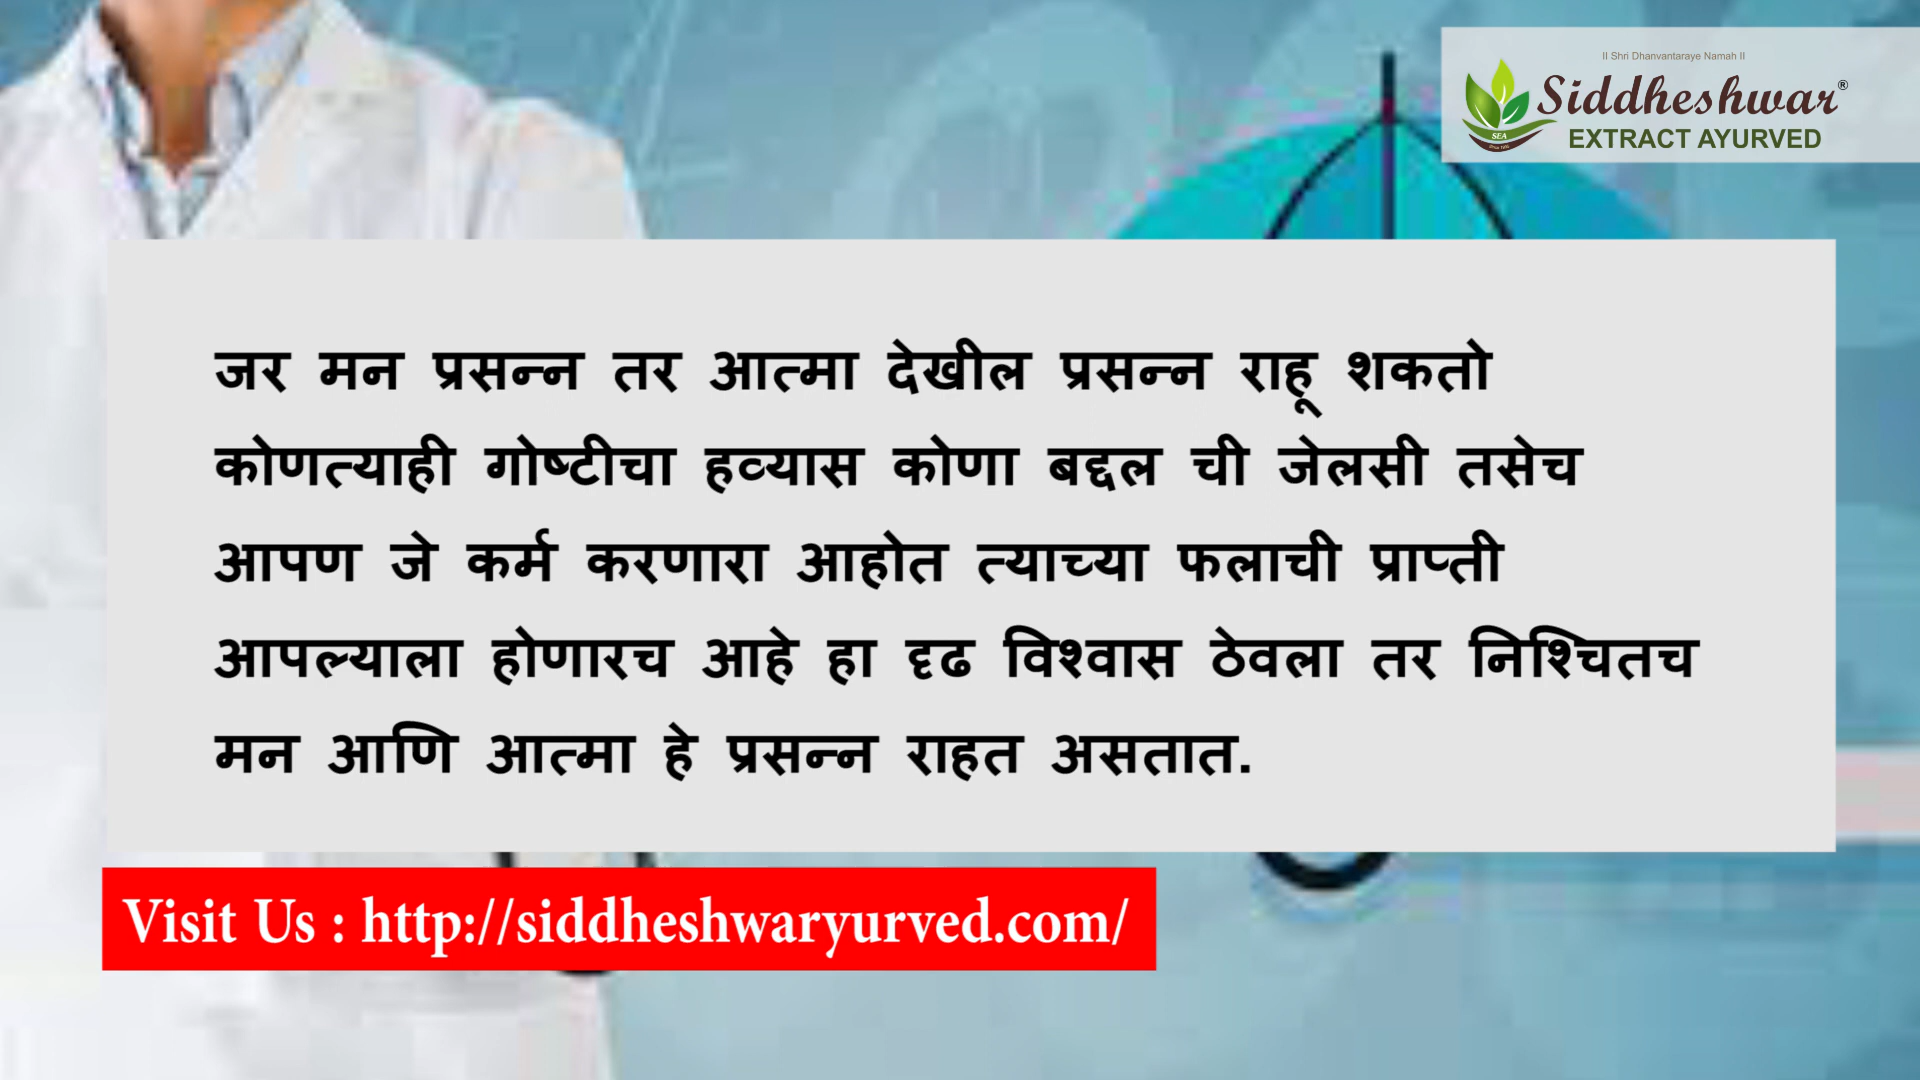 II Shri Dhanvantaraye Namah II
Siddheshwar®
EXTRACT AYURVED
SEA
जर मन प्रसन्न तर आत्मा देखील प्रसन्न राहू शकतो
कोणत्याही गोष्टीचा हव्यास कोणा बद्दल ची जेलसी तसेच
आपण जे कर्म करणारा आहोत त्याच्या फलाची प्राप्ती
आपल्याला होणारच आहे हा दृढ विश्वास ठेवला तर निश्चितच
मन आणि आत्मा हे प्रसन्न राहत असतात.
Visit Us : http://siddheshwaryurved.com/